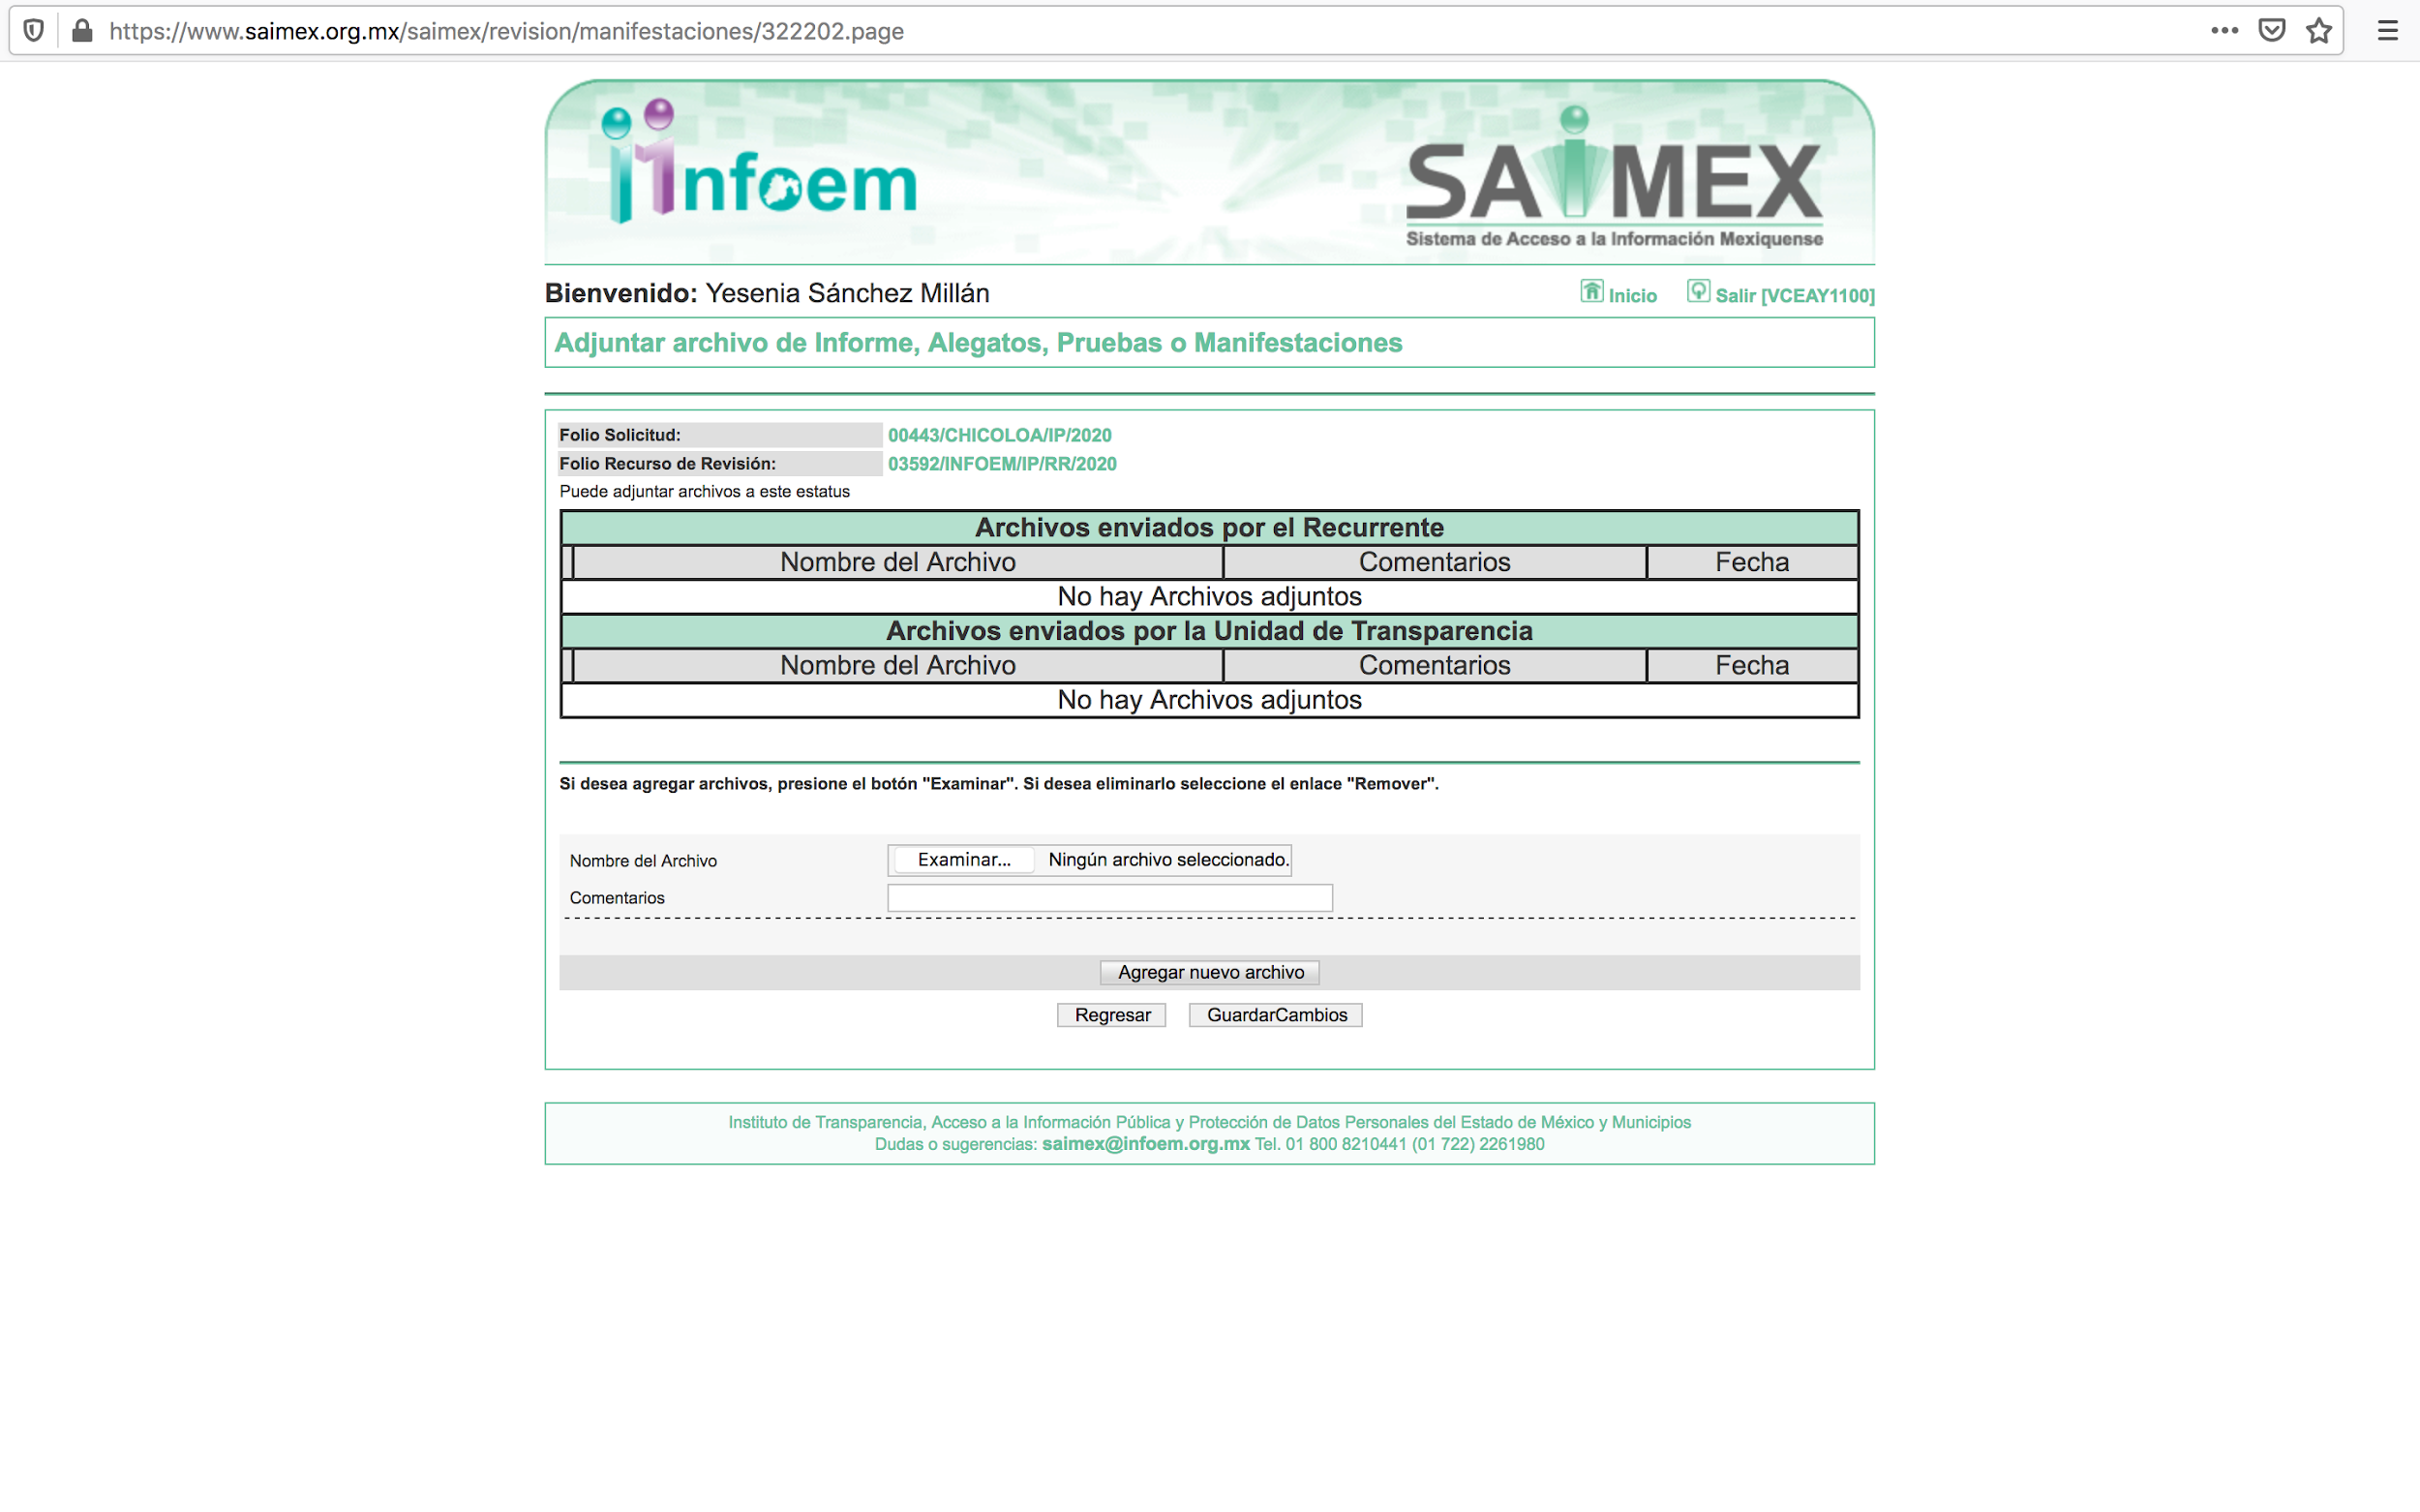 https://www.saimex.org.mx/saimex/revision/manifestaciones/322202.page
infoem
SAIMEX
Sistema de Acceso a la Información Mexiquense
Bienvenido: Yesenia Sánchez Millán
Inicio Salir [VCEAY1100]
Adjuntar archivo de Informe, Alegatos, Pruebas o Manifestaciones
Folio Solicitud: 00443/CHICOLOA/IP/2020
Folio Recurso de Revisión: 03592/INFOEM/IP/RR/2020
Puede adjuntar archivos a este estatus
Archivos enviados por el Recurrente
Nombre del Archivo Comentarios Fecha
No hay Archivos adjuntos
Archivos enviados por la Unidad de Transparencia
Nombre del Archivo Comentarios Fecha
No hay Archivos adjuntos
Si desea agregar archivos, presione el botón "Examinar". Si desea eliminarlo seleccione el enlace "Remover".
Nombre del Archivo Examinar... Ningún archivo seleccionado.
Comentarios
Agregar nuevo archivo
Regresar GuardarCambios
Instituto de Transparencia, Acceso a la Información Pública y Protección de Datos Personales del Estado de México y Municipios
Dudas o sugerencias: saimex@infoem.org.mx Tel. 01 800 8210441 (01 722) 2261980